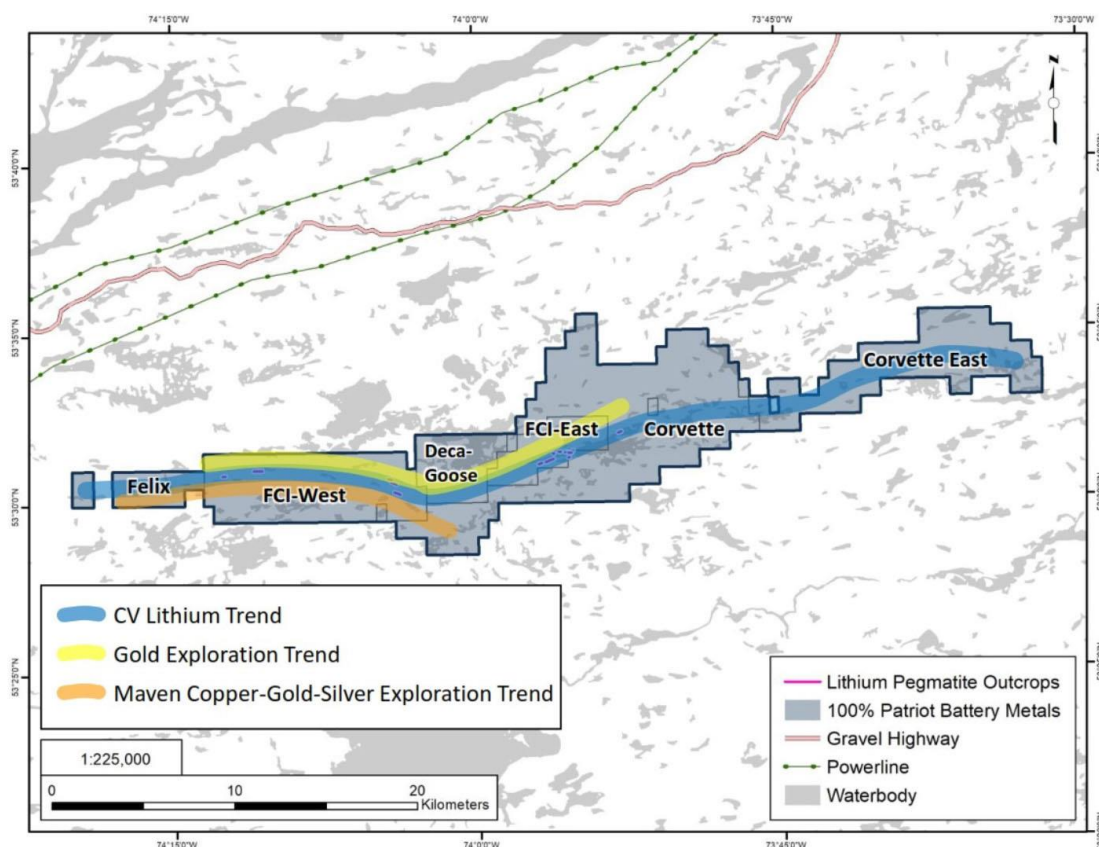 74°15'0"W 74°0'0"W 73°45'0"W 73°30'0"W
N
53°40'0"N
53°35'0"N
Corvette East
FCI-East Corvette
Deca-
Goose
Felix FCI-West
53°30'0"N
53°25'0"N
CV Lithium Trend
Gold Exploration Trend
Maven Copper-Gold-Silver Exploration Trend
1:225,000
0 10 20
Kilometers
Lithium Pegmatite Outcrops
100% Patriot Battery Metals
Gravel Highway
Powerline
Waterbody
74°15'0"W 74°0'0"W 73°45'0"W